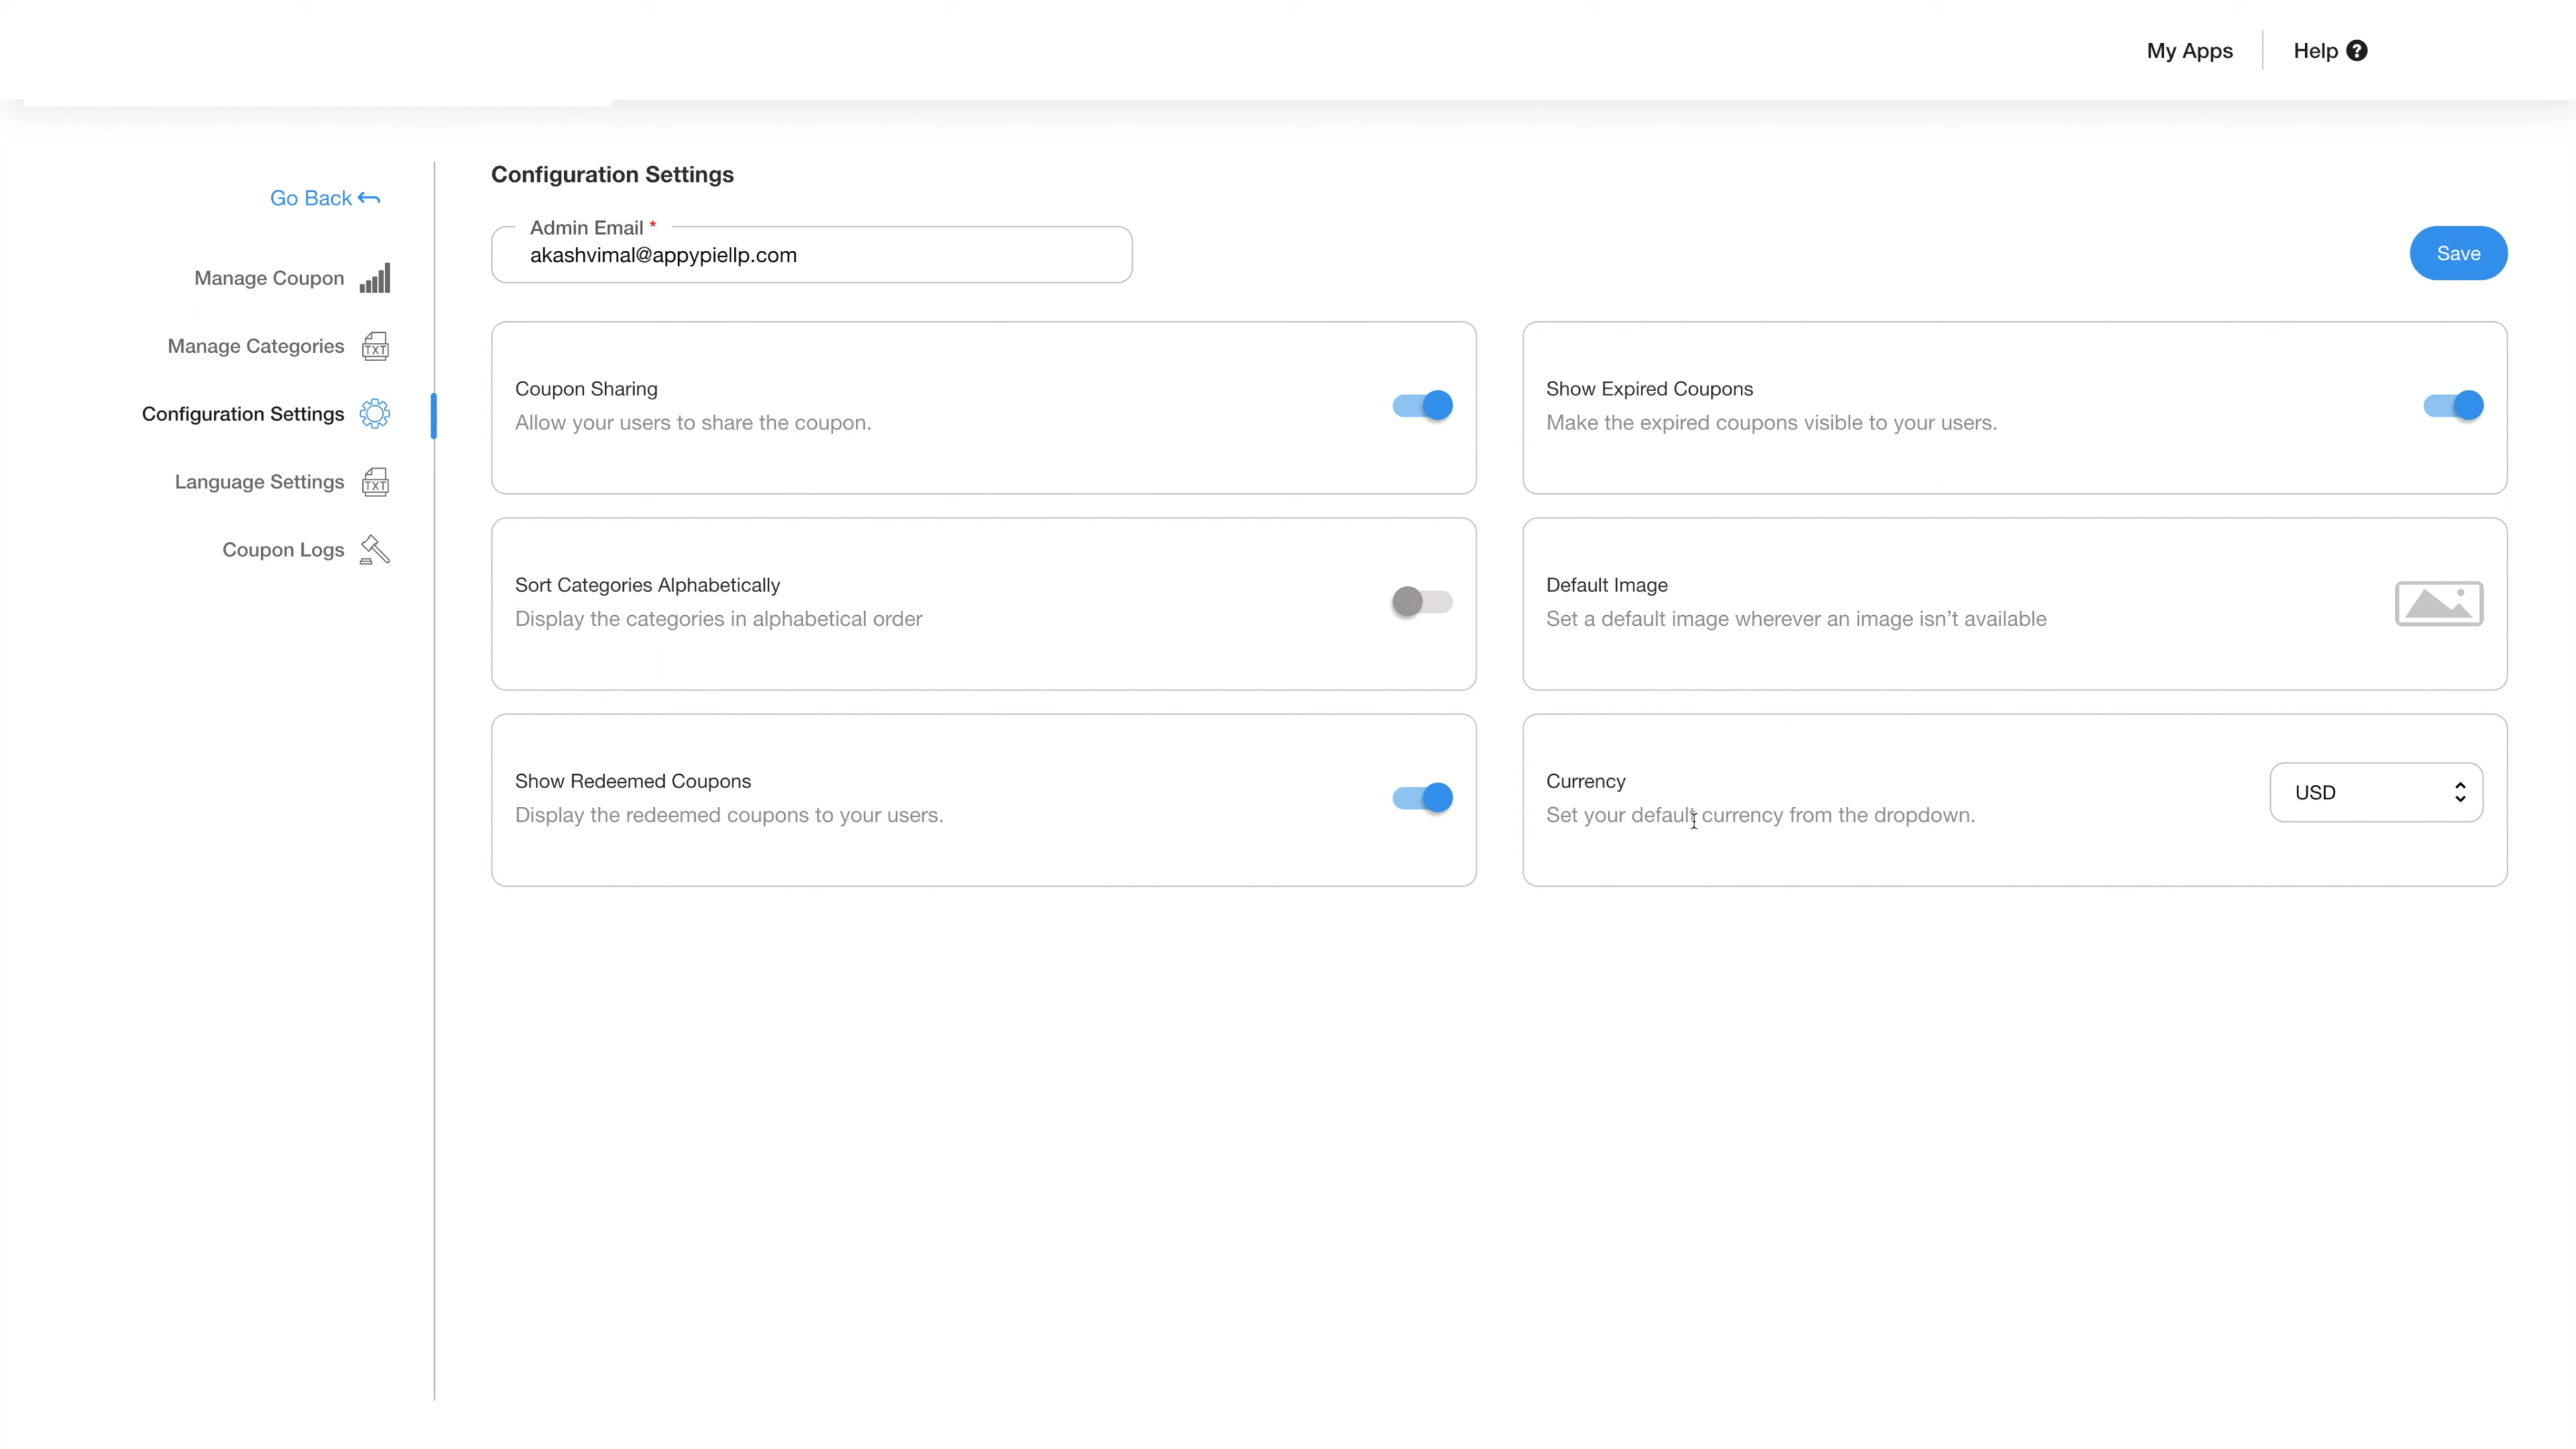 My Apps
Help ?
Go Back
Manage Coupon
Manage Categories
TXT
Configuration Settings
Language Settings
TXT
Coupon Logs
Configuration Settings
Admin Email *
akashvimal@appypiellp.com
Save
Coupon Sharing
Allow your users to share the coupon.
Show Expired Coupons
Make the expired coupons visible to your users.
Sort Categories Alphabetically
Display the categories in alphabetical order
Default Image
Set a default image wherever an image isn’t available
Show Redeemed Coupons
Display the redeemed coupons to your users.
Currency
Set your default currency from the dropdown.
USD